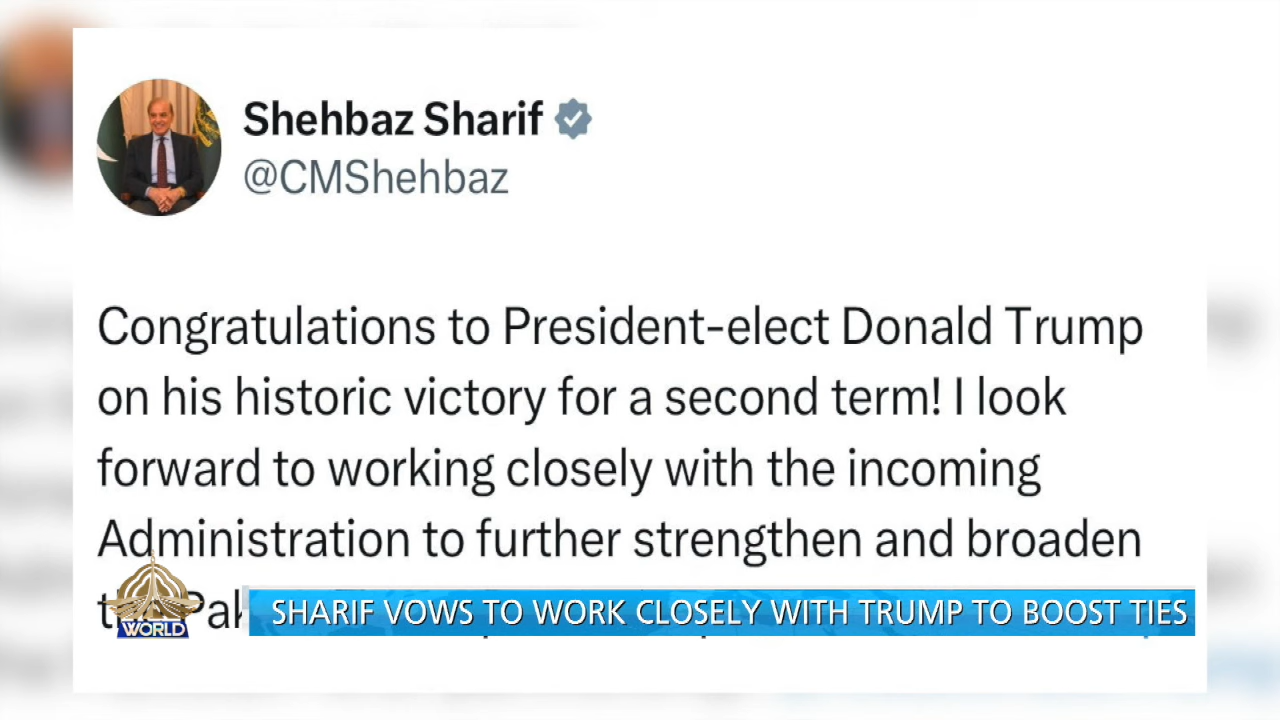 Shehbaz Sharif
@CMShehbaz
Congratulations to President-elect Donald Trump
on his historic victory for a second term! I look
forward to working closely with the incoming
Administration to further strengthen and broaden
SHARIF VOWS TO WORK CLOSELY WITH TRUMP TO BOOST TIES
WORLD